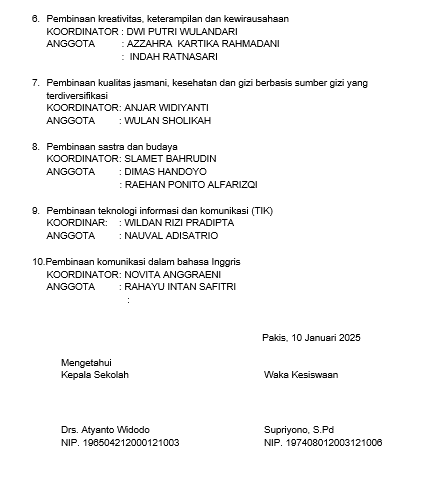 6. Pembinaan kreativitas, keterampilan dan kewirausahaan
KOORDINATOR : DWI PUTRI WULANDARI
ANGGOTA : AZZAHRA KARTIKA RAHMADANI
: INDAH RATNASARI
7. Pembinaan kualitas jasmani, kesehatan dan gizi berbasis sumber gizi yang
terdiversifikasi
KOORDINATOR: ANJAR WIDIYANTI
ANGGOTA : WULAN SHOLIKAH
8. Pembinaan sastra dan budaya
KOORDINATOR: SLAMET BAHRUDIN
ANGGOTA : DIMAS HANDOYO
: RAEHAN PONITO ALFARIZQI
9. Pembinaan teknologi informasi dan komunikasi (TIK)
KOORDINAR: : WILDAN RIZI PRADIPTA
ANGGOTA : NAUVAL ADISATRIO
10.Pembinaan komunikasi dalam bahasa Inggris
KOORDINATOR: NOVITA ANGGRAENI
ANGGOTA : RAHAYU INTAN SAFITRI
:
Pakis, 10 Januari 2025
Mengetahui
Kepala Sekolah Waka Kesiswaan
Drs. Atyanto Widodo Supriyono, S.Pd
NIP. 196504212000121003 NIP. 197408012003121006